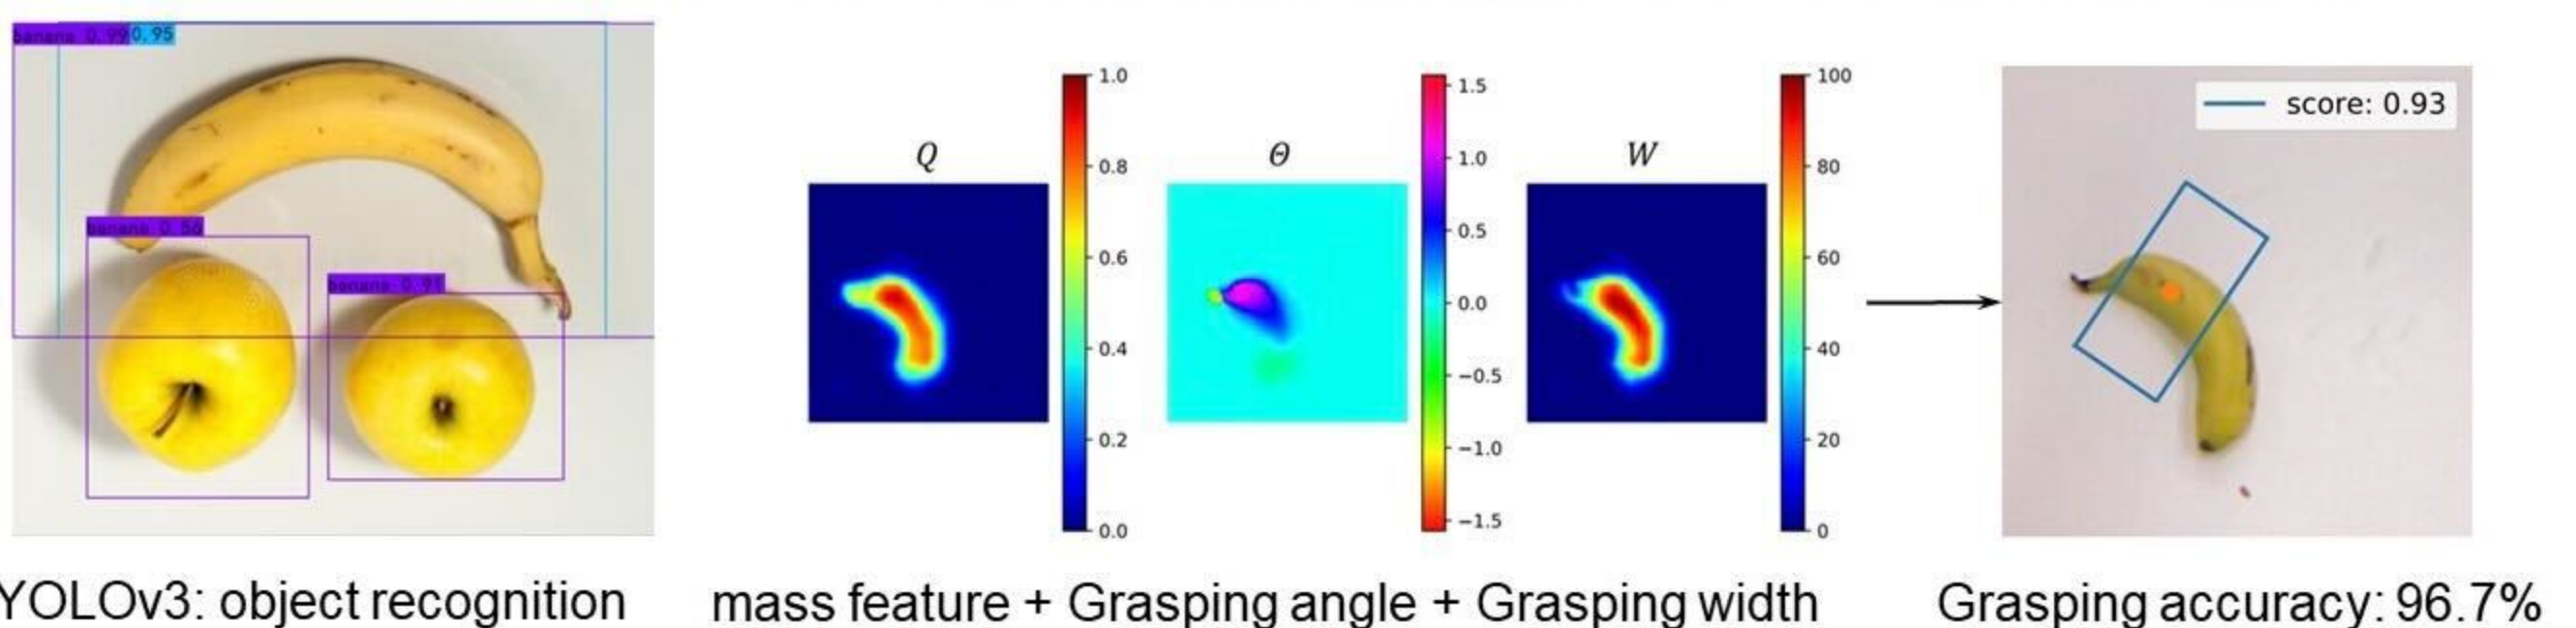 banana 0.99 0.95
banana 0.56
banana 0.91
Q
1.0
0.8
0.6
0.4
0.2
0.0
Θ
1.5
1.0
0.5
0.0
−0.5
−1.0
−1.5
W
100
80
60
40
20
0
score: 0.93
YOLOv3: object recognition
mass feature + Grasping angle + Grasping width
Grasping accuracy: 96.7%